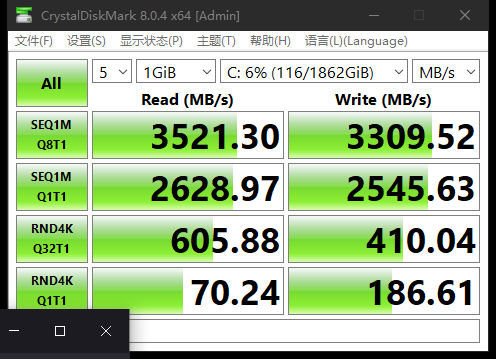 CrystalDiskMark 8.0.4 x64 [Admin]
文件(F) 设置(S) 显示状态(P) 主题(T) 帮助(H) 语言(L)(Language)
All 5 1GiB C: 6% (116/1862GiB) MB/s
Read (MB/s) Write (MB/s)
SEQ1M
Q8T1 3521.30 3309.52
SEQ1M
Q1T1 2628.97 2545.63
RND4K
Q32T1 605.88 410.04
RND4K
Q1T1 70.24 186.61